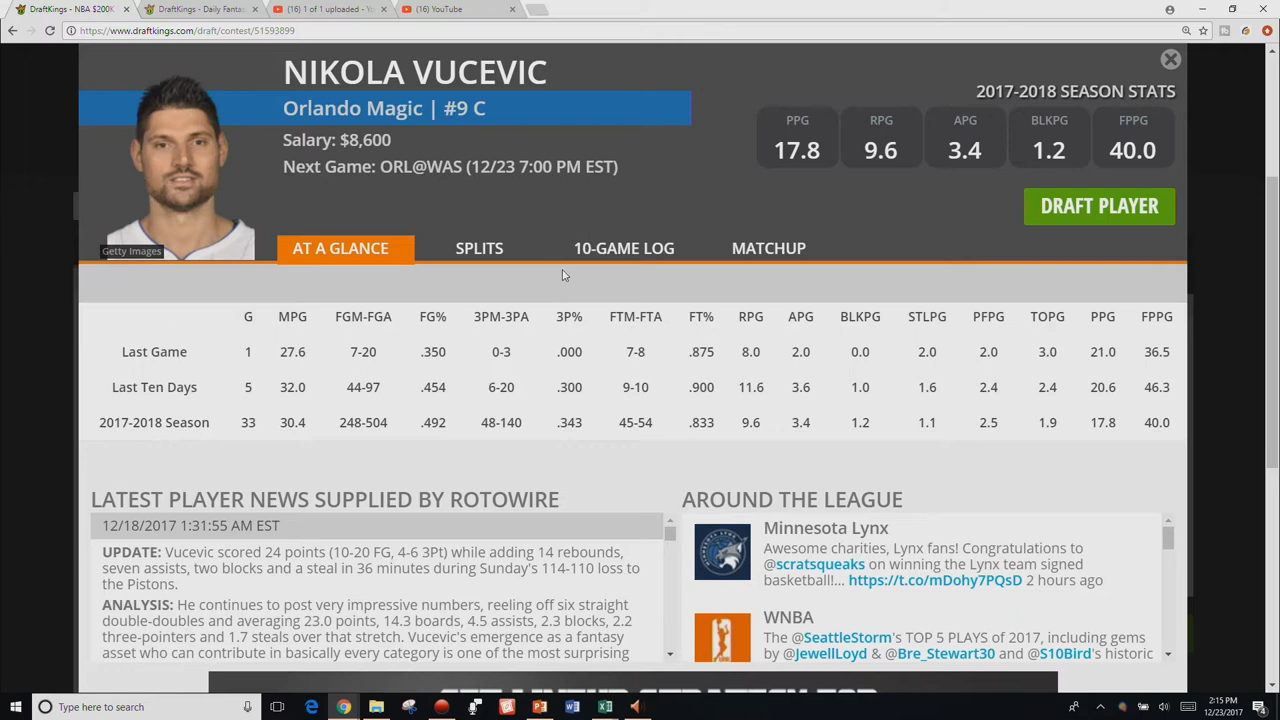 DraftKings - NBA $200K
DraftKings - Daily Fantas
(16) 1 of 1 uploaded - Yo
(16) YouTube
https://www.draftkings.com/draft/contest/51593899
NIKOLA VUCEVIC
Orlando Magic | #9 C
Salary: $8,600
Next Game: ORL@WAS (12/23 7:00 PM EST)
Getty Images
2017-2018 SEASON STATS
PPG RPG APG BLKPG FPPG
17.8 9.6 3.4 1.2 40.0
DRAFT PLAYER
AT A GLANCE SPLITS 10-GAME LOG MATCHUP
G MPG FGM-FGA FG% 3PM-3PA 3P% FTM-FTA FT% RPG APG BLKPG STLPG PFPG TOPG PPG FPPG
Last Game 1 27.6 7-20 .350 0-3 .000 7-8 .875 8.0 2.0 0.0 2.0 2.0 3.0 21.0 36.5
Last Ten Days 5 32.0 44-97 .454 6-20 .300 9-10 .900 11.6 3.6 1.0 1.6 2.4 2.4 20.6 46.3
2017-2018 Season 33 30.4 248-504 .492 48-140 .343 45-54 .833 9.6 3.4 1.2 1.1 2.5 1.9 17.8 40.0
LATEST PLAYER NEWS SUPPLIED BY ROTOWIRE
12/18/2017 1:31:55 AM EST
UPDATE: Vucevic scored 24 points (10-20 FG, 4-6 3Pt) while adding 14 rebounds,
seven assists, two blocks and a steal in 36 minutes during Sunday's 114-110 loss to
the Pistons.
ANALYSIS: He continues to post very impressive numbers, reeling off six straight
double-doubles and averaging 23.0 points, 14.3 boards, 4.5 assists, 2.3 blocks, 2.2
three-pointers and 1.7 steals over that stretch. Vucevic's emergence as a fantasy
asset who can contribute in basically every category is one of the most surprising
AROUND THE LEAGUE
Minnesota Lynx
Awesome charities, Lynx fans! Congratulations to
@scratsqueaks on winning the Lynx team signed
basketball!... https://t.co/mDohy7PQsD 2 hours ago
WNBA
The @SeattleStorm's TOP 5 PLAYS of 2017, including gems
by @JewellLoyd & @Bre_Stewart30 and @S10Bird's historic
Type here to search
2:15 PM
12/23/2017